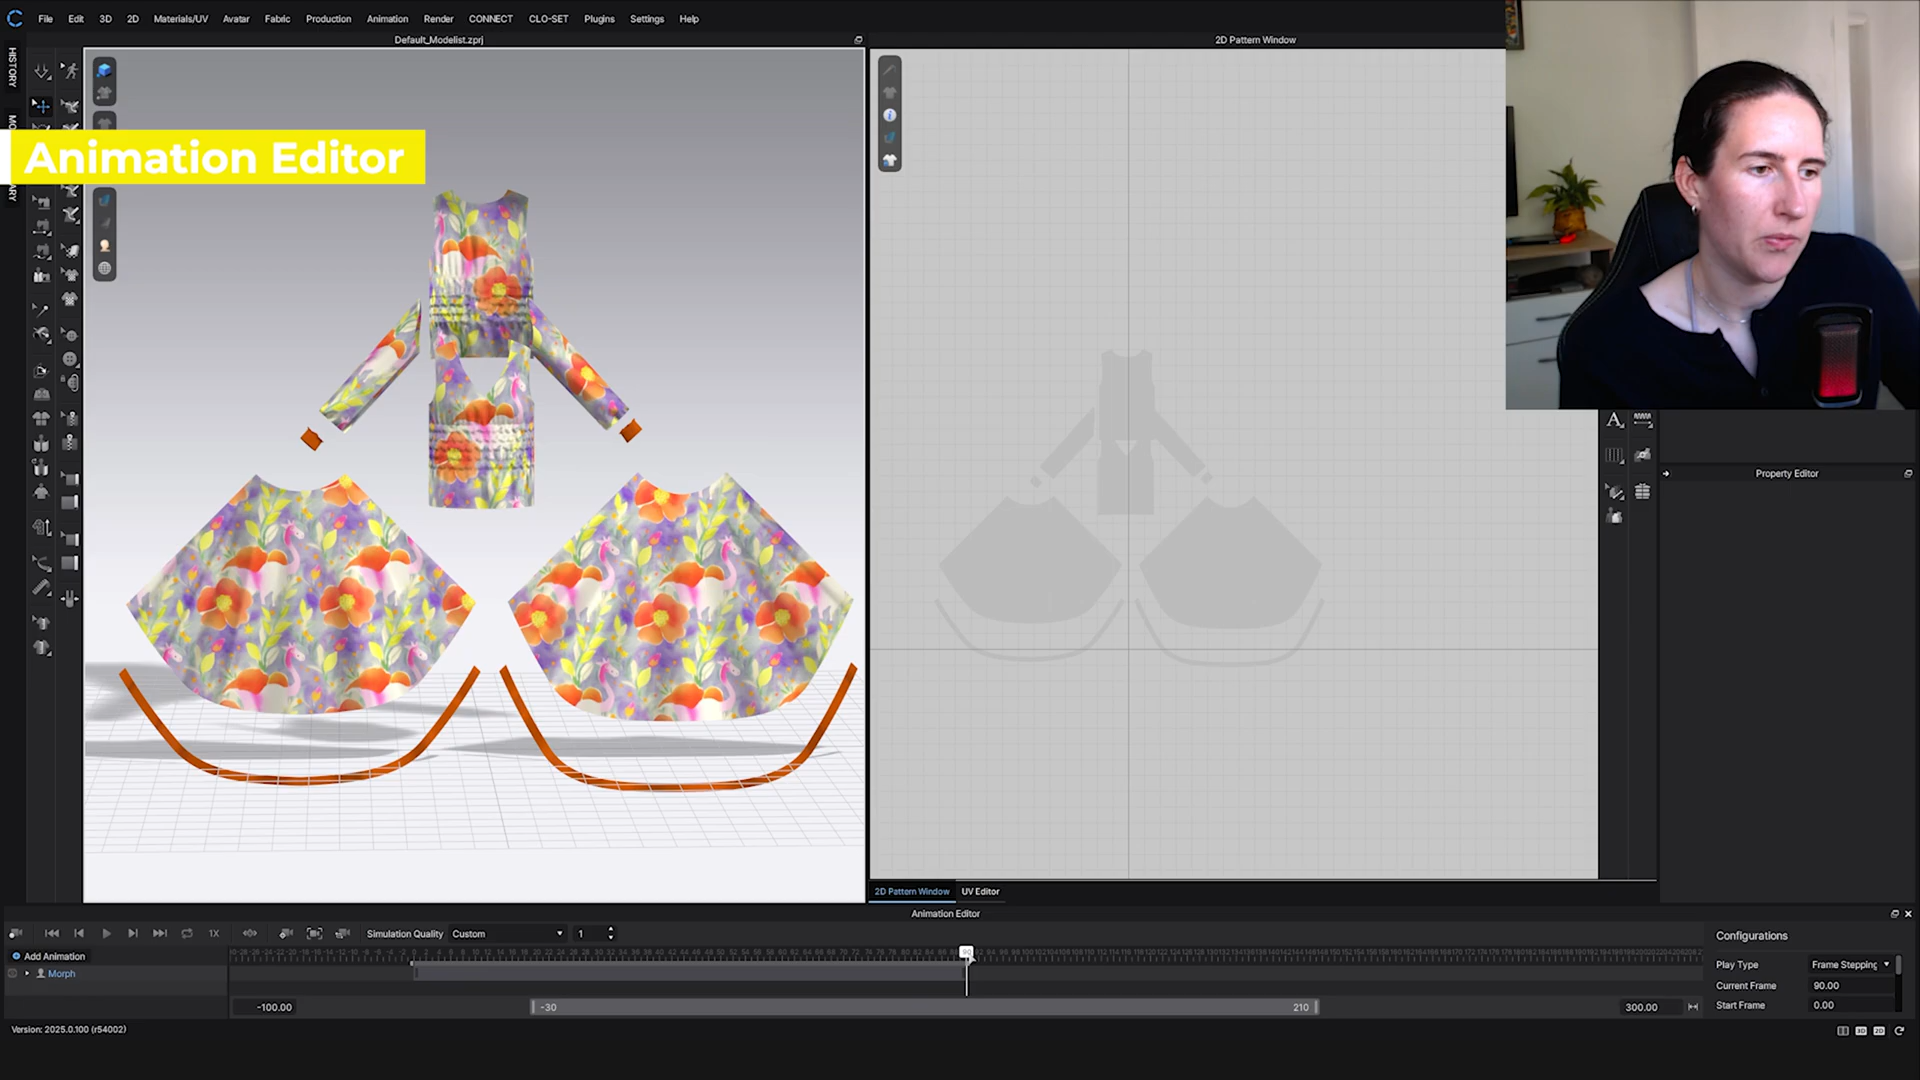 File Edit 3D 2D Materials/UV Avatar Fabric Production Animation Render CONNECT CLO-SET Plugins Settings Help
Default_Modelist.zprj
2D Pattern Window
HISTORY
Animation Editor
Property Editor
2D Pattern Window UV Editor
Animation Editor
1X
Simulation Quality Custom 1
Configurations
Add Animation
Play Type Frame Stepping
Morph
Current Frame 90.00
-100.00 -30 210 300.00
Start Frame 0.00
Version: 2025.0.100 (r54002)